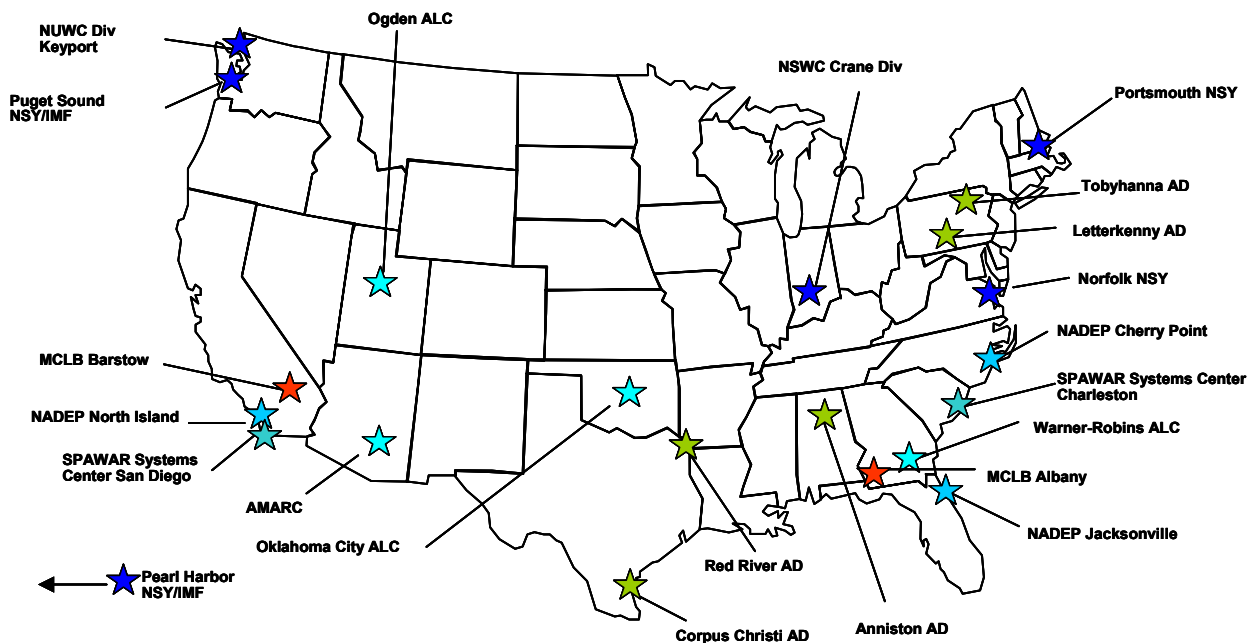 Ogden ALC
NUWC Div
Keyport
NSWC Crane Div
Portsmouth NSY
Puget Sound
NSY/IMF
Tobyhanna AD
Letterkenny AD
Norfolk NSY
NADEP Cherry Point
MCLB Barstow
SPAWAR Systems Center
Charleston
NADEP North Island
Warner-Robins ALC
SPAWAR Systems
Center San Diego
MCLB Albany
AMARC
NADEP Jacksonville
Oklahoma City ALC
Red River AD
Pearl Harbor
NSY/IMF
Anniston AD
Corpus Christi AD